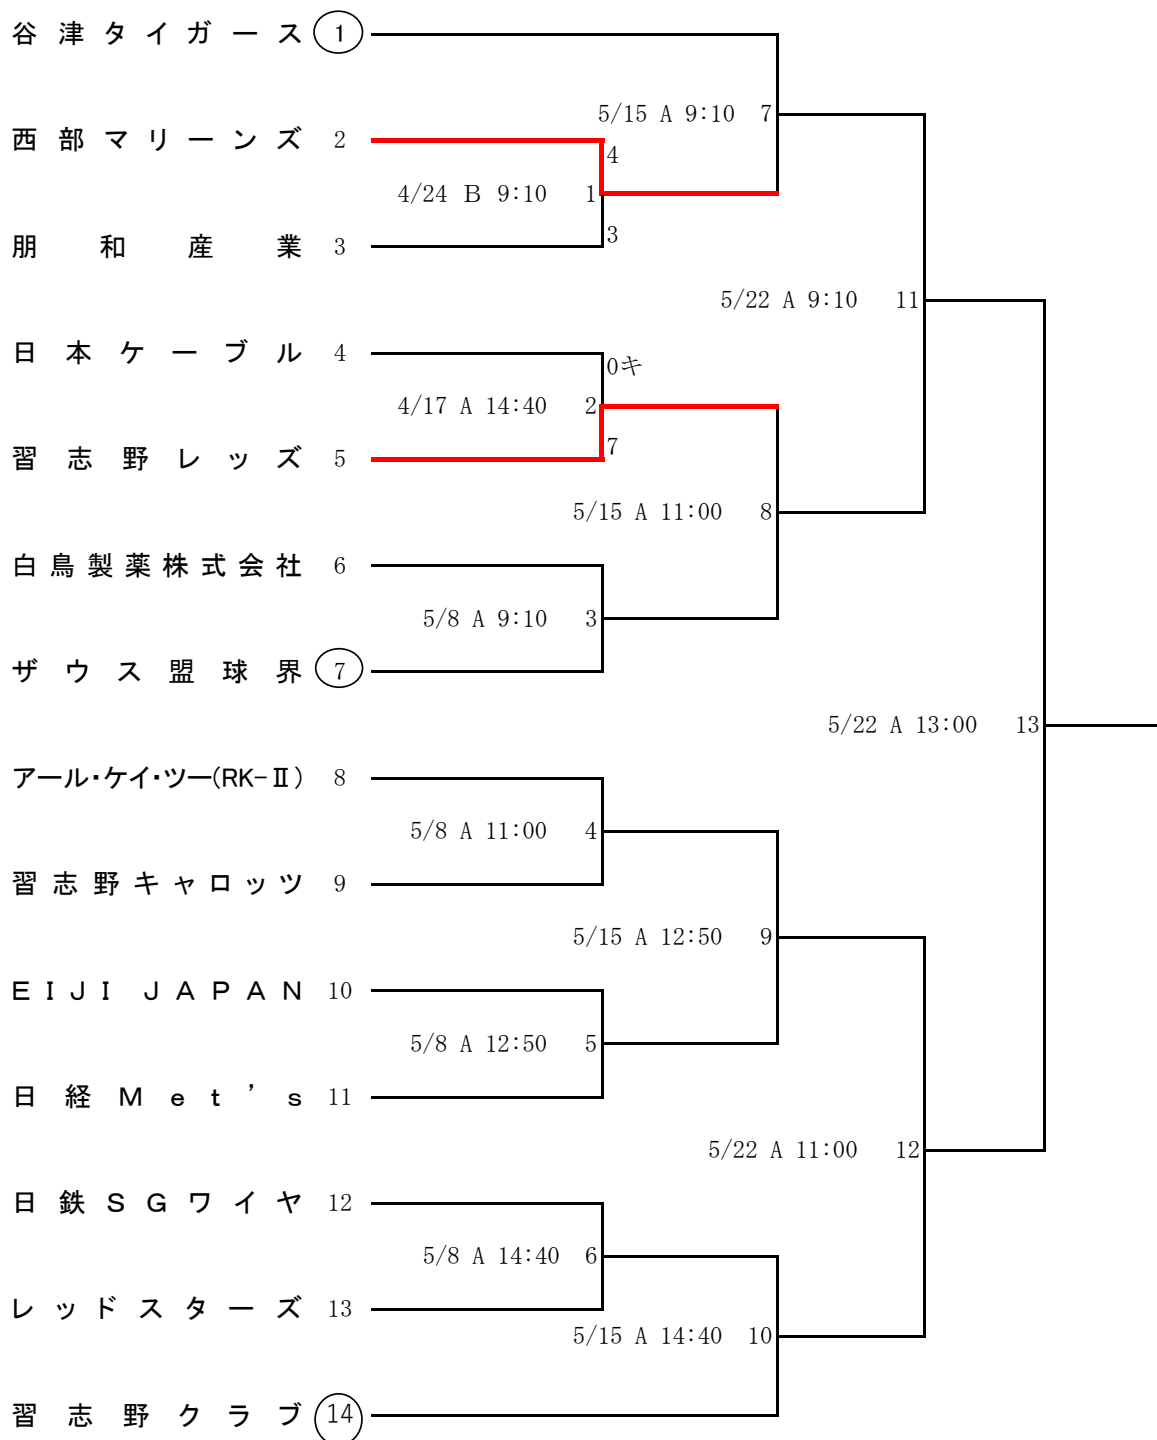 谷津タイガース 1
5/15 A 9:10 7
西部マリーンズ 2
4
4/24 B 9:10 1
3
朋和産業 3
5/22 A 9:10 11
日本ケーブル 4
0キ
4/17 A 14:40 2
7
習志野レッズ 5
5/15 A 11:00 8
白鳥製薬株式会社 6
5/8 A 9:10 3
ザウス盟球界 7
5/22 A 13:00 13
アール・ケイ・ツー(RK-Ⅱ) 8
5/8 A 11:00 4
習志野キャロッツ 9
5/15 A 12:50 9
EIJI JAPAN 10
5/8 A 12:50 5
日経Met's 11
5/22 A 11:00 12
日鉄SGワイヤ 12
5/8 A 14:40 6
レッドスターズ 13
5/15 A 14:40 10
習志野クラブ 14